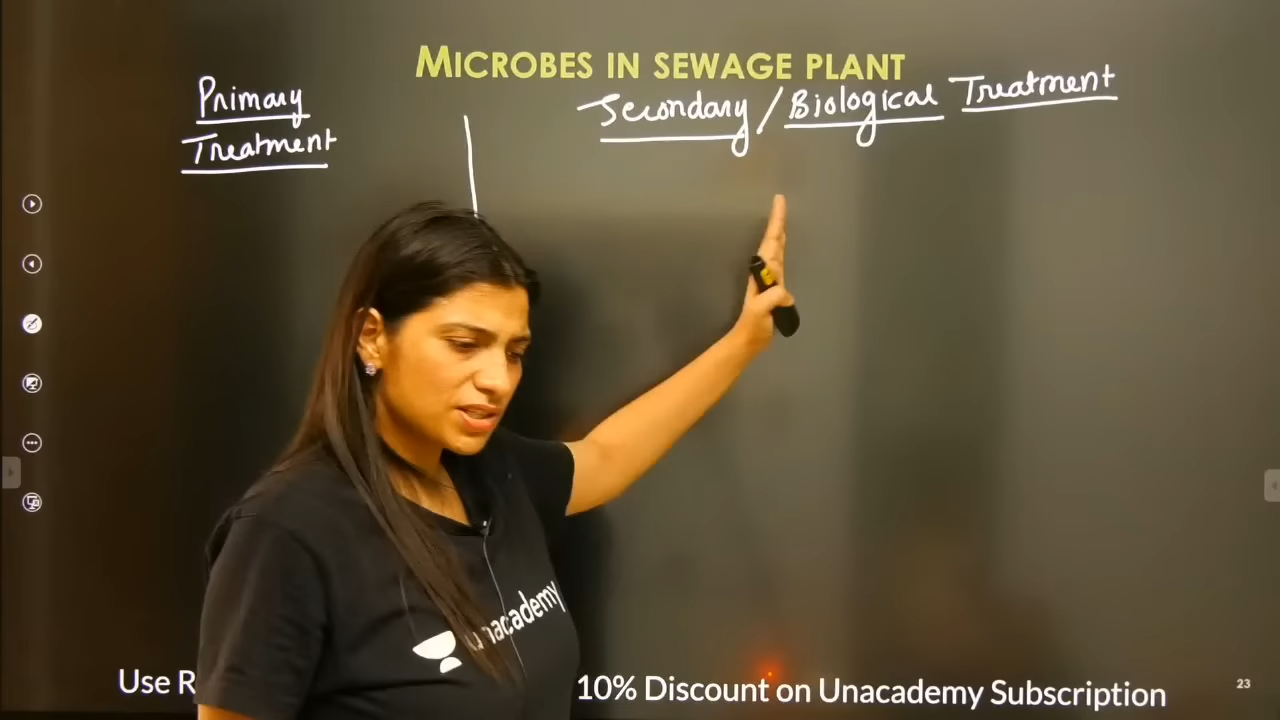 MICROBES IN SEWAGE PLANT
Primary
Treatment
Secondary / Biological Treatment
unacademy
Use R
10% Discount on Unacademy Subscription
23